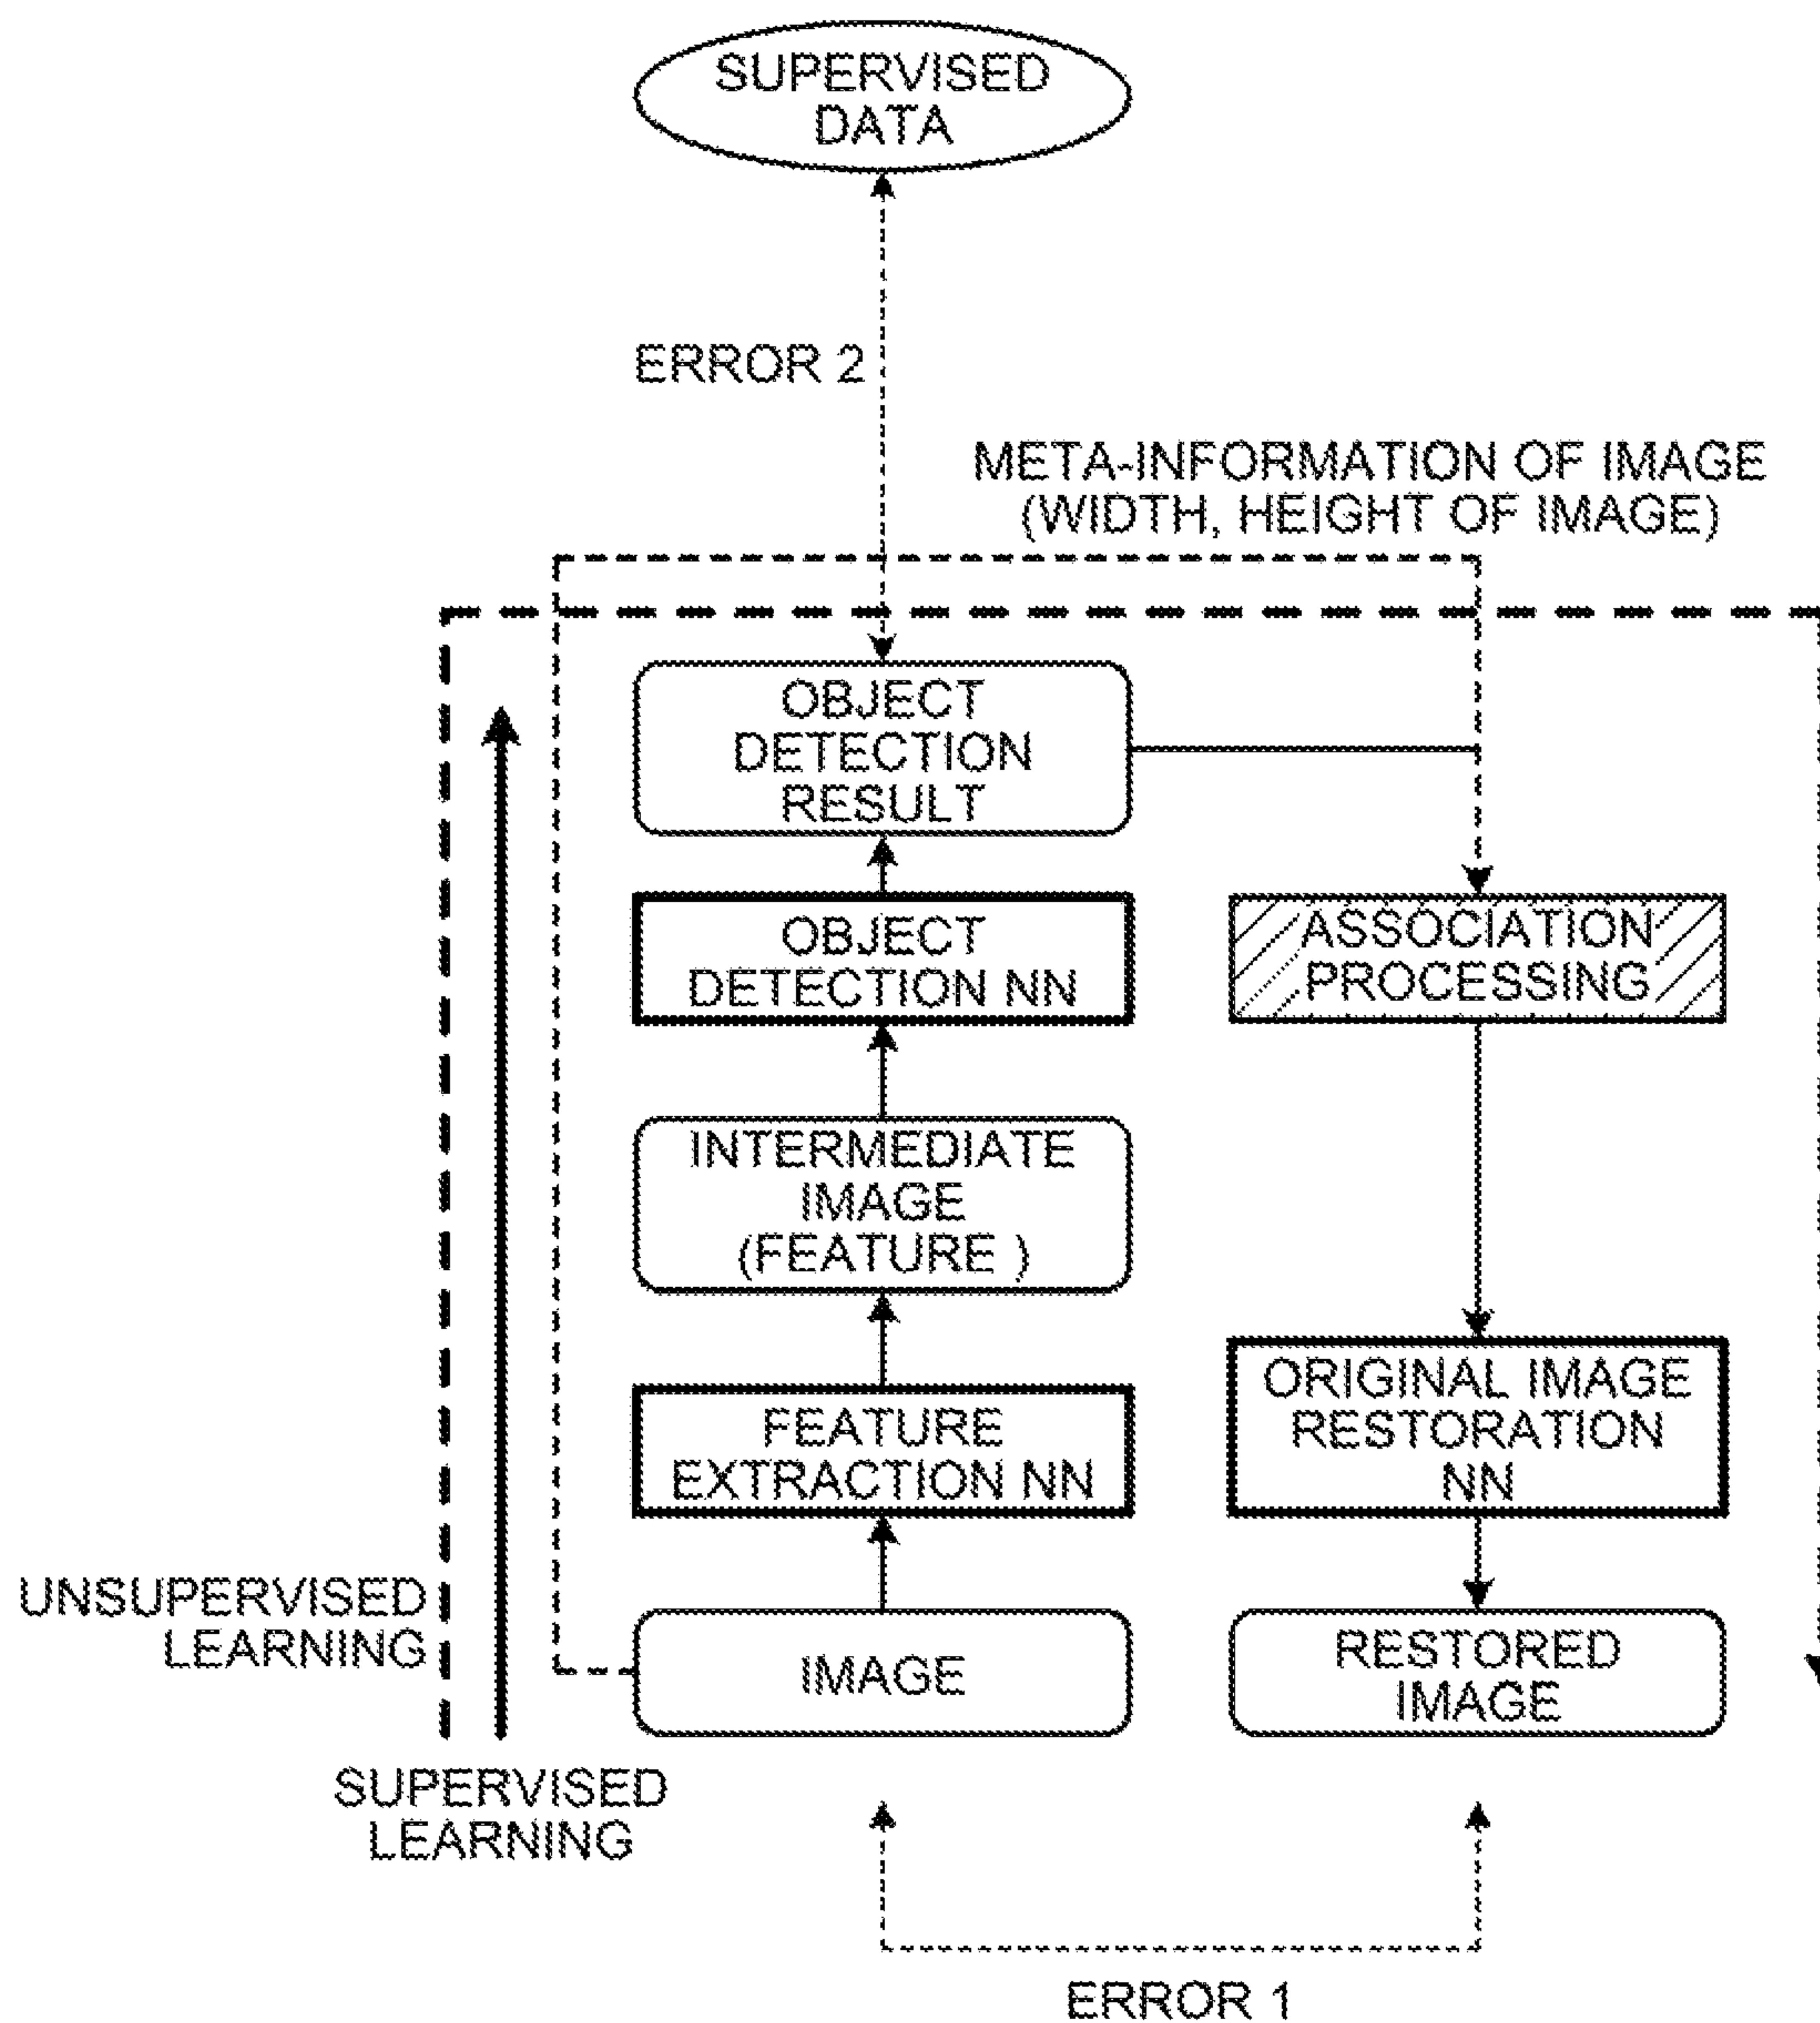 SUPERVISED
DATA
ERROR 2
META-INFORMATION OF IMAGE
(WIDTH, HEIGHT OF IMAGE)
OBJECT
DETECTION
RESULT
OBJECT
DETECTION NN
ASSOCIATION
PROCESSING
INTERMEDIATE
IMAGE
(FEATURE )
FEATURE
EXTRACTION NN
ORIGINAL IMAGE
RESTORATION
NN
UNSUPERVISED
LEARNING
IMAGE
RESTORED
IMAGE
SUPERVISED
LEARNING
ERROR 1